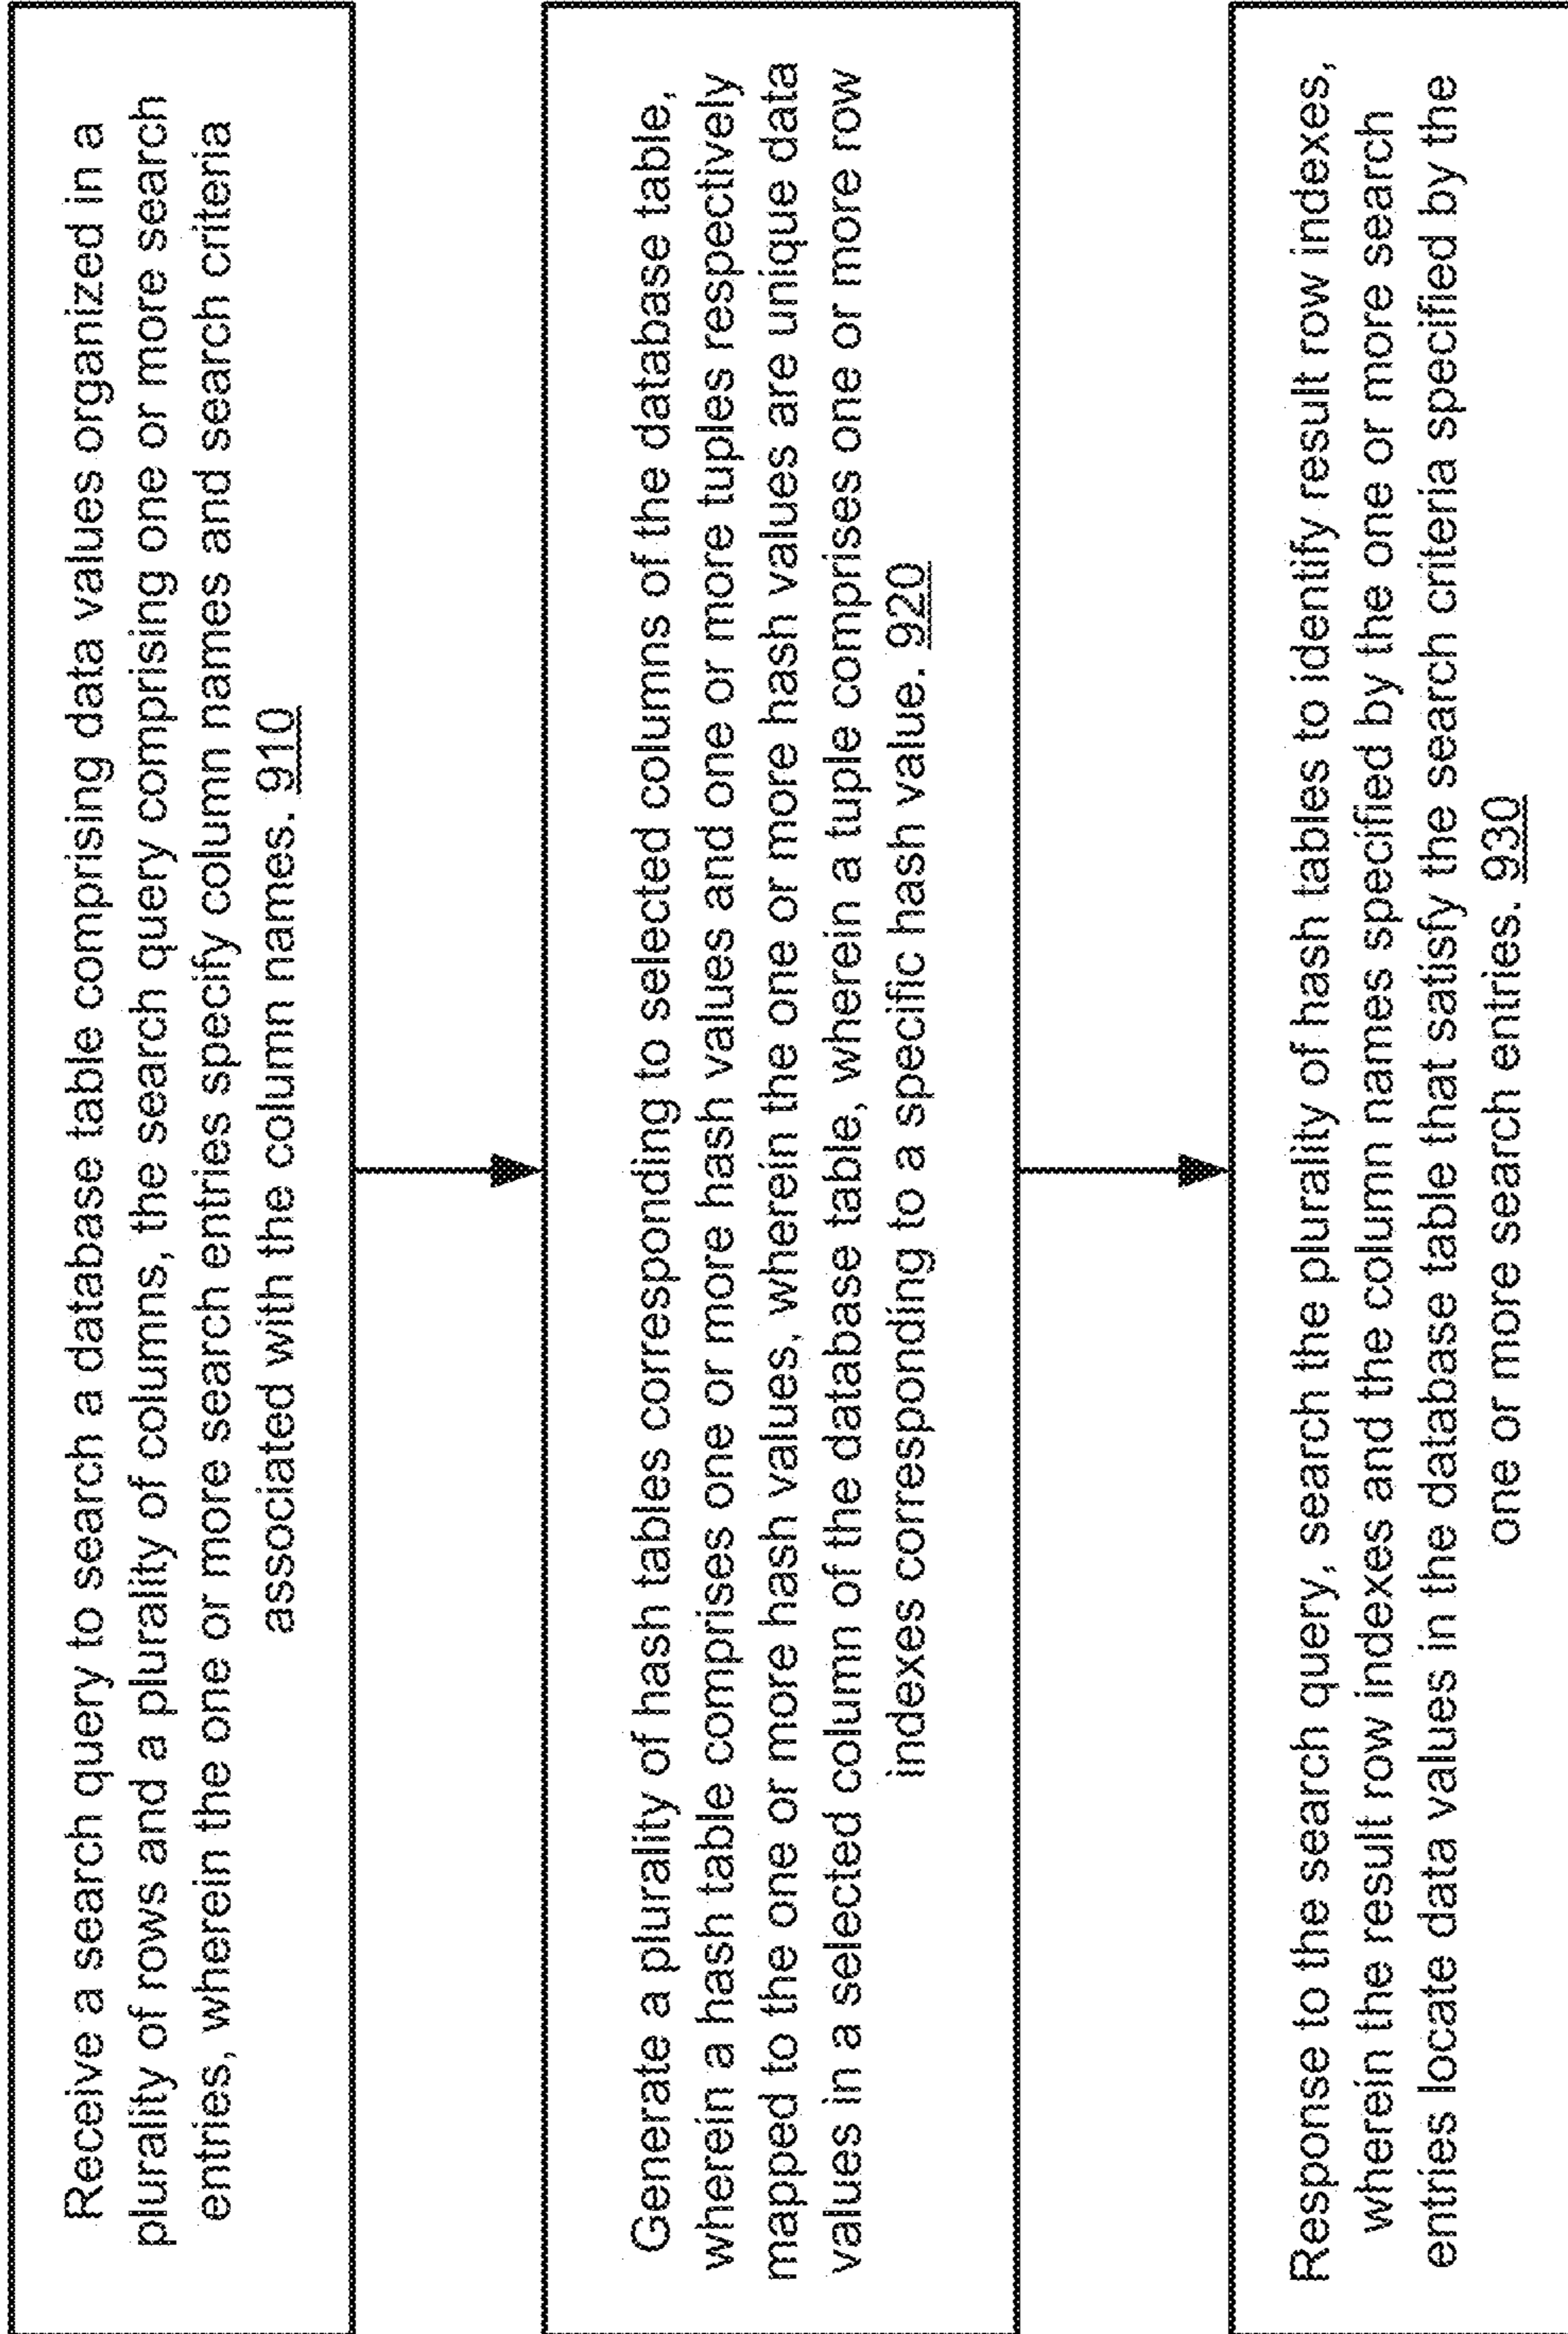 Receive a search query to search a database table comprising data values organized in a
plurality of rows and a plurality of columns, the search query comprising one or more search
entries, wherein the one or more search entries specify column names and search criteria
associated with the column names. 910
Generate a plurality of hash tables corresponding to selected columns of the database table,
wherein a hash table comprises one or more hash values and one or more tuples respectively
mapped to the one or more hash values, wherein the one or more hash values are unique data
values in a selected column of the database table, wherein a tuple comprises one or more row
indexes corresponding to a specific hash value. 920
Response to the search query, search the plurality of hash tables to identify result row indexes,
wherein the result row indexes and the column names specified by the one or more search
entries locate data values in the database table that satisfy the search criteria specified by the
one or more search entries. 930